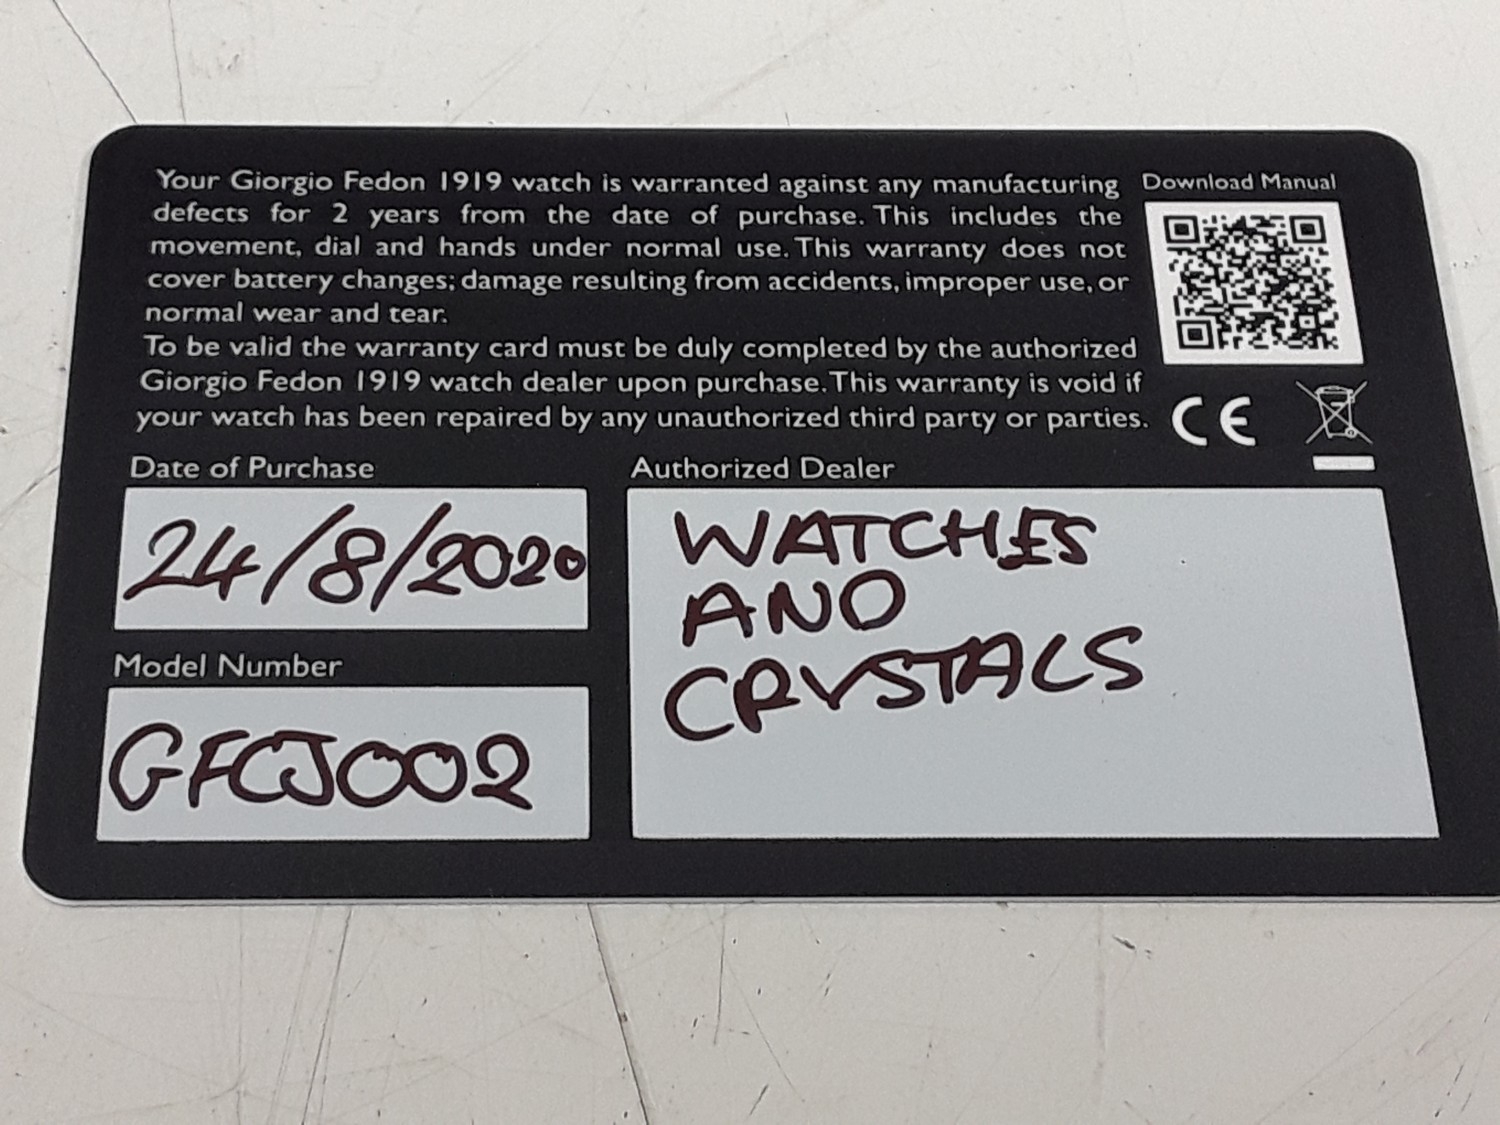 Your Giorgio Fedon 1919 watch is warranted against any manufacturing
defects for 2 years from the date of purchase. This includes the
movement, dial and hands under normal use. This warranty does not
cover battery changes; damage resulting from accidents, improper use, or
normal wear and tear.
To be valid the warranty card must be duly completed by the authorized
Giorgio Fedon 1919 watch dealer upon purchase. This warranty is void if
your watch has been repaired by any unauthorized third party or parties.
Download Manual
CE
Date of Purchase
24/8/2020
Model Number
GFCJ002
Authorized Dealer
WATCHES
AND
CRYSTALS